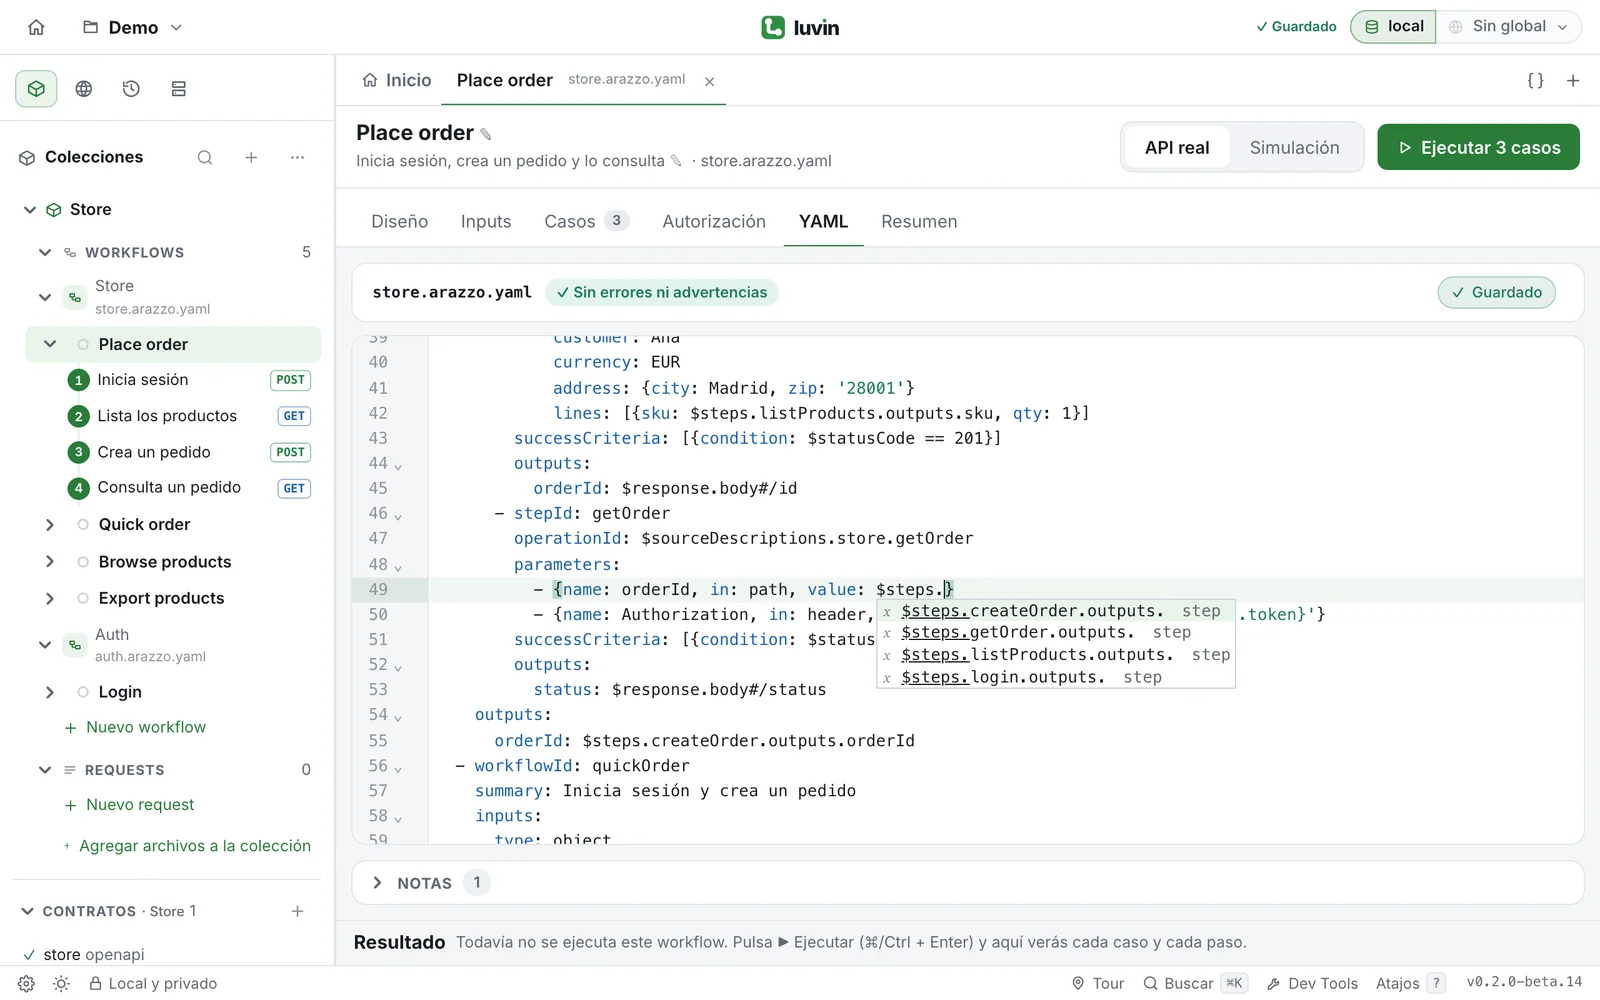 Demo
luvin
Guardado
local
Sin global
Inicio
Place order store.arazzo.yaml
Colecciones
Store
WORKFLOWS 5
Store
store.arazzo.yaml
Place order
1 Inicia sesión POST
2 Lista los productos GET
3 Crea un pedido POST
4 Consulta un pedido GET
Quick order
Browse products
Export products
Auth
auth.arazzo.yaml
Login
+ Nuevo workflow
REQUESTS 0
+ Nuevo request
+ Agregar archivos a la colección
CONTRATOS · Store 1
store openapi
Place order
Inicia sesión, crea un pedido y lo consulta · store.arazzo.yaml
API real
Simulación
Ejecutar 3 casos
Diseño
Inputs
Casos 3
Autorización
YAML
Resumen
store.arazzo.yaml
Sin errores ni advertencias
Guardado
39 customer: Ana
40 currency: EUR
41 address: {city: Madrid, zip: '28001'}
42 lines: [{sku: $steps.listProducts.outputs.sku, qty: 1}]
43 successCriteria: [{condition: $statusCode == 201}]
44 outputs:
45 orderId: $response.body#/id
46 - stepId: getOrder
47 operationId: $sourceDescriptions.store.getOrder
48 parameters:
49 - {name: orderId, in: path, value: $steps.}
50 - {name: Authorization, in: header, .token}'}
51 successCriteria: [{condition: $status
52 outputs:
53 status: $response.body#/status
54 outputs:
55 orderId: $steps.createOrder.outputs.orderId
56 - workflowId: quickOrder
57 summary: Inicia sesión y crea un pedido
58 inputs:
59 type: object
x $steps.createOrder.outputs. step
x $steps.getOrder.outputs. step
x $steps.listProducts.outputs. step
x $steps.login.outputs. step
NOTAS 1
Resultado Todavía no se ejecuta este workflow. Pulsa ▶ Ejecutar (⌘/Ctrl + Enter) y aquí verás cada caso y cada paso.
Local y privado
Tour
Buscar ⌘K
Dev Tools
Atajos ?
v0.2.0-beta.14